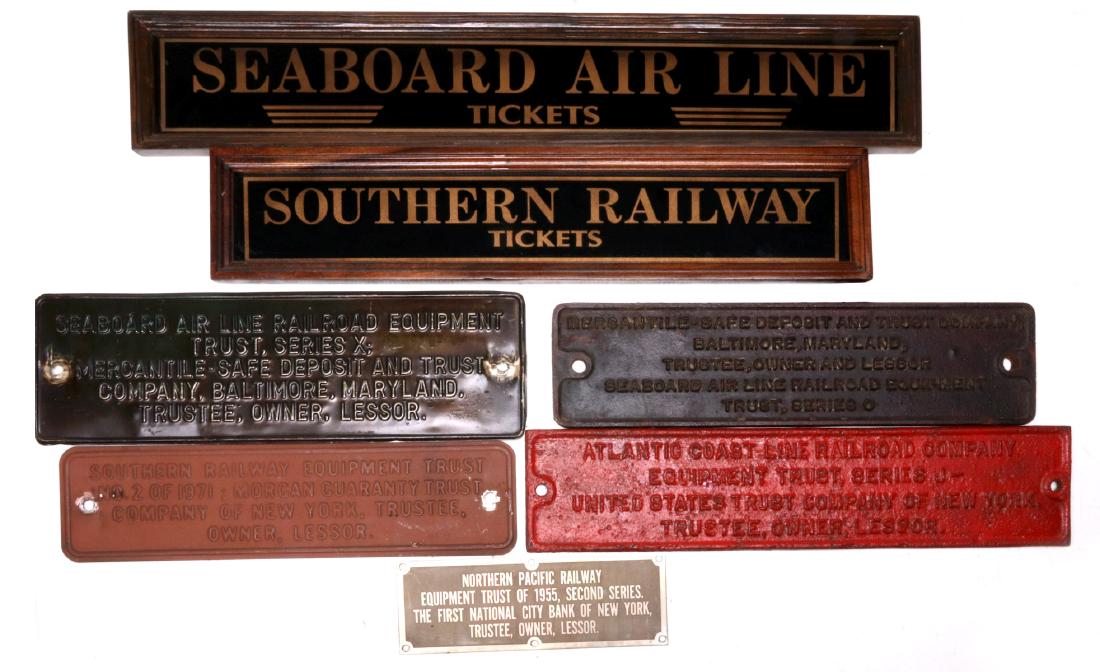 SEABOARD AIR LINE
TICKETS
SOUTHERN RAILWAY
TICKETS
SEABOARD AIR LINE RAILROAD EQUIPMENT
TRUST, SERIES X;
MERCANTILE-SAFE DEPOSIT AND TRUST
COMPANY, BALTIMORE, MARYLAND,
TRUSTEE, OWNER, LESSOR.
MERCANTILE-SAFE DEPOSIT AND TRUST COMPANY,
BALTIMORE, MARYLAND,
TRUSTEE, OWNER AND LESSOR
SEABOARD AIR LINE RAILROAD EQUIPMENT
TRUST, SERIES O
SOUTHERN RAILWAY EQUIPMENT TRUST
NO. 2 OF 1971; MORGAN GUARANTY TRUST
COMPANY OF NEW YORK, TRUSTEE,
OWNER, LESSOR.
ATLANTIC COAST LINE RAILROAD COMPANY
EQUIPMENT TRUST, SERIES J-
UNITED STATES TRUST COMPANY OF NEW YORK,
TRUSTEE, OWNER, LESSOR.
NORTHERN PACIFIC RAILWAY
EQUIPMENT TRUST OF 1955, SECOND SERIES.
THE FIRST NATIONAL CITY BANK OF NEW YORK,
TRUSTEE, OWNER, LESSOR.